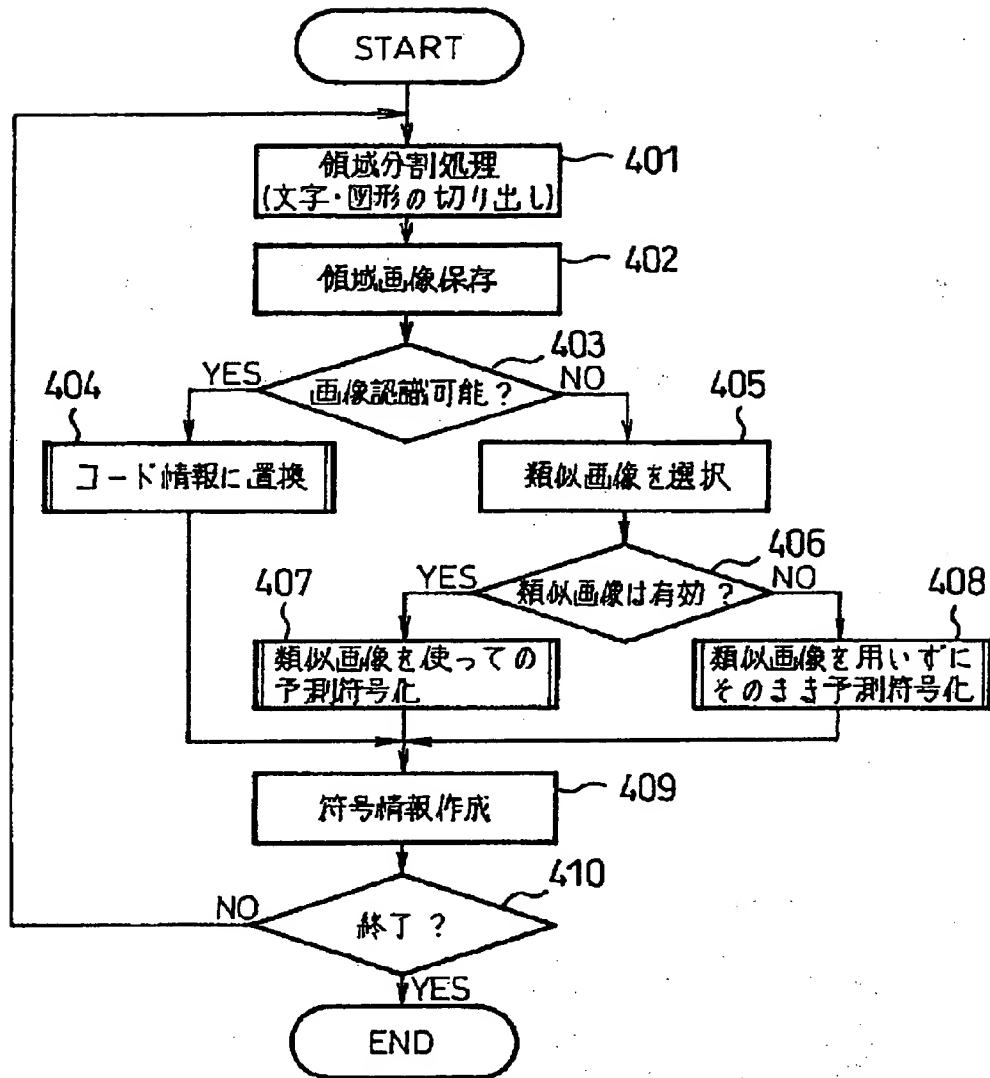 START
領域分割処理
(文字・図形の切り出し)
401
領域画像保存
402
403
画像認識可能?
YES
NO
404
コード情報に置換
405
類似画像を選択
406
類似画像は有効?
YES
NO
407
類似画像を使っての
予測符号化
408
類似画像を用いずに
そのまま予測符号化
符号情報作成
409
410
終了?
NO
YES
END